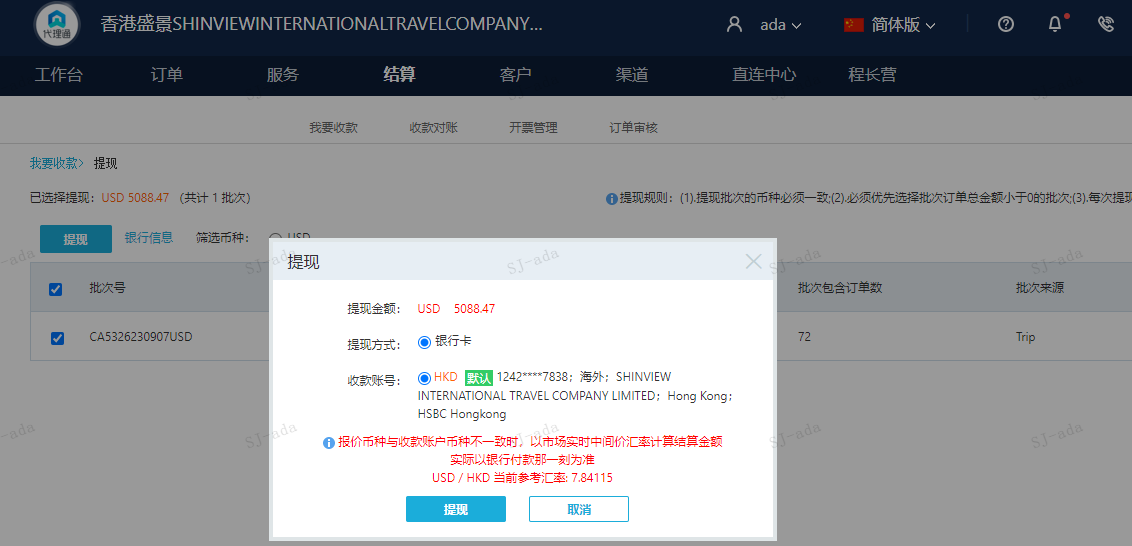 代理通
香港盛景SHINVIEWINTERNATIONALTRAVELCOMPANY...
ada
简体版
工作台 订单 服务 结算 客户 渠道 直连中心 程长营
我要收款 收款对账 开票管理 订单审核
我要收款> 提现
已选择提现: USD 5088.47 (共计 1 批次)
提现规则: (1).提现批次的币种必须一致;(2).必须优先选择批次订单总金额小于0的批次;(3).每次提现
提现 银行信息 筛选币种: USD
批次号 批次包含订单数 批次来源
CA5326230907USD 72 Trip
提现
提现金额: USD 5088.47
提现方式: 银行卡
收款账号: HKD 默认 1242****7838; 海外; SHINVIEW
INTERNATIONAL TRAVEL COMPANY LIMITED; Hong Kong;
HSBC Hongkong
报价币种与收款账户币种不一致时，以市场实时中间价汇率计算结算金额
实际以银行付款那一刻为准
USD / HKD 当前参考汇率: 7.84115
提现 取消
SJ-ada
SJ-ada
SJ-ada
SJ-ada
SJ-ada
SJ-ada
SJ-ada